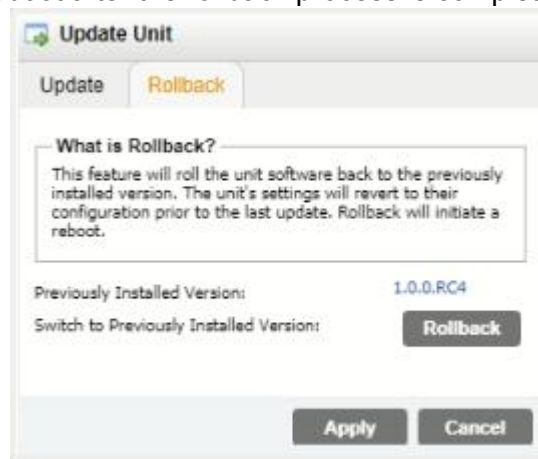 Update Unit
Update
Rollback
What is Rollback?
This feature will roll the unit software back to the previously
installed version. The unit's settings will revert to their
configuration prior to the last update. Rollback will initiate a
reboot.
Previously Installed Version:
1.0.0.RC4
Switch to Previously Installed Version:
Rollback
Apply
Cancel